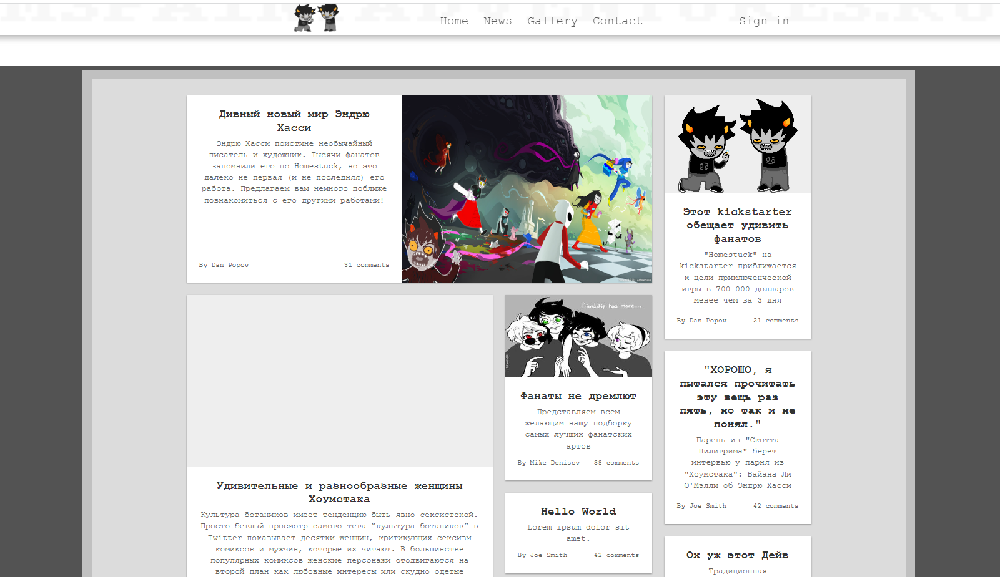 MSPAINTADVENTURES.RU
Home News Gallery Contact Sign in
Дивный новый мир Эндрю
Хасси
Эндрю Хасси поистине необычайный
писатель и художник. Тысячи фанатов
запомнили его по Homestuck, но это
далеко не первая (и не последняя) его
работа. Предлагаем вам немного поближе
познакомиться с его другими работами!
By Dan Popov 31 comments
Этот kickstarter
обещает удивить
фанатов
"Homestuck" на
kickstarter приближается
к цели приключенческой
игры в 700 000 долларов
менее чем за 3 дня
By Dan Popov 21 comments
friendship has more...
Фанаты не дремлют
Представляем всем
желающим нашу подборку
самых лучших фанатских
артов
By Mike Denisov 38 comments
"ХОРОШО, я
пытался прочитать
эту вещь раз
пять, но так и не
понял."
Парень из "Скотта
Пилигрима" берет
интервью у парня из
"Хоумстака": Байана Ли
О'Мэлли об Эндрю Хасси
By Joe Smith 42 comments
Удивительные и разнообразные женщины
Хоумстака
Культура ботаников имеет тенденцию быть явно сексистской.
Просто беглый просмотр самого тега “культура ботаников” в
Twitter показывает десятки женщин, критикующих сексизм
комиксов и мужчин, которые их читают. В большинстве
популярных комиксов женские персонажи отодвигаются на
второй план как любовные интересы или скудно одетые
Hello World
Lorem ipsum dolor sit
amet.
By Joe Smith 42 comments
Ох уж этот Дейв
Традиционная